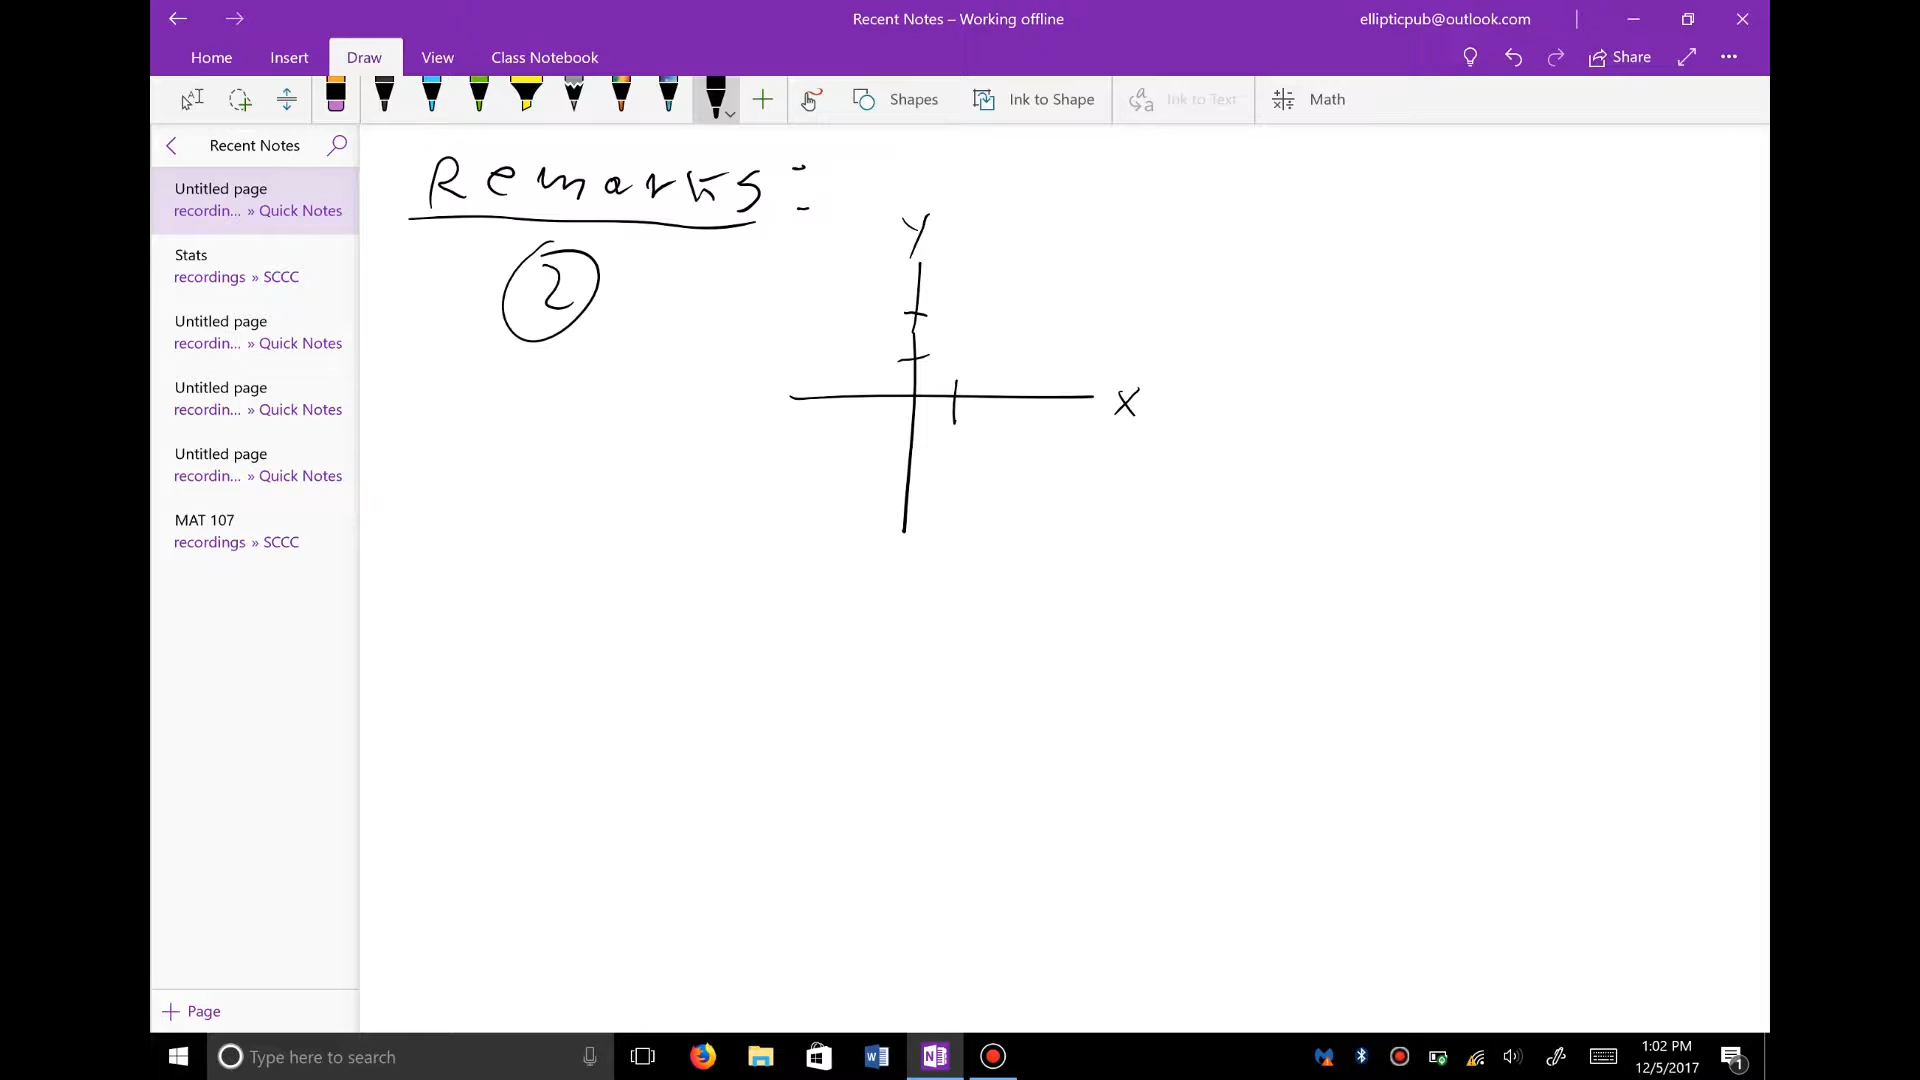 Recent Notes – Working offline
ellipticpub@outlook.com
Home
Insert
Draw
View
Class Notebook
Share
Shapes
Ink to Shape
Ink to Text
Math
Recent Notes
Untitled page
recordin... » Quick Notes
Stats
recordings » SCCC
Untitled page
recordin... » Quick Notes
Untitled page
recordin... » Quick Notes
Untitled page
recordin... » Quick Notes
MAT 107
recordings » SCCC
Page
Remarks:
2
y
x
Type here to search
1:02 PM
12/5/2017
1